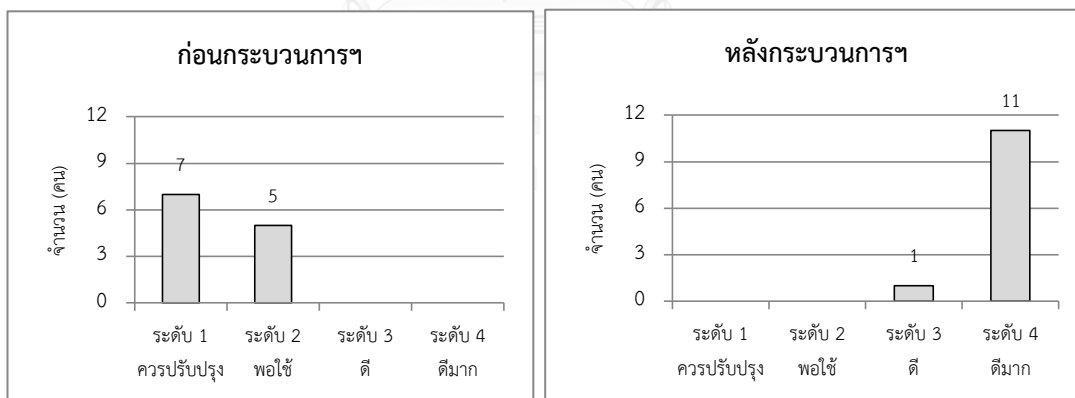 ก่อนกระบวนการฯ
จำนวน (คน)
12
9
6
3
0
7
5
ระดับ 1
ควรปรับปรุง
ระดับ 2
พอใช้
ระดับ 3
ดี
ระดับ 4
ดีมาก
หลังกระบวนการฯ
จำนวน (คน)
12
9
6
3
0
1
11
ระดับ 1
ควรปรับปรุง
ระดับ 2
พอใช้
ระดับ 3
ดี
ระดับ 4
ดีมาก